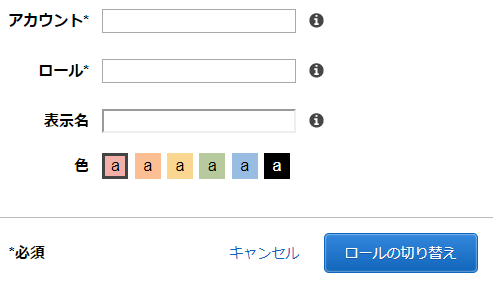 アカウント*
ロール*
表示名
色 a a a a a a
*必須 キャンセル ロールの切り替え